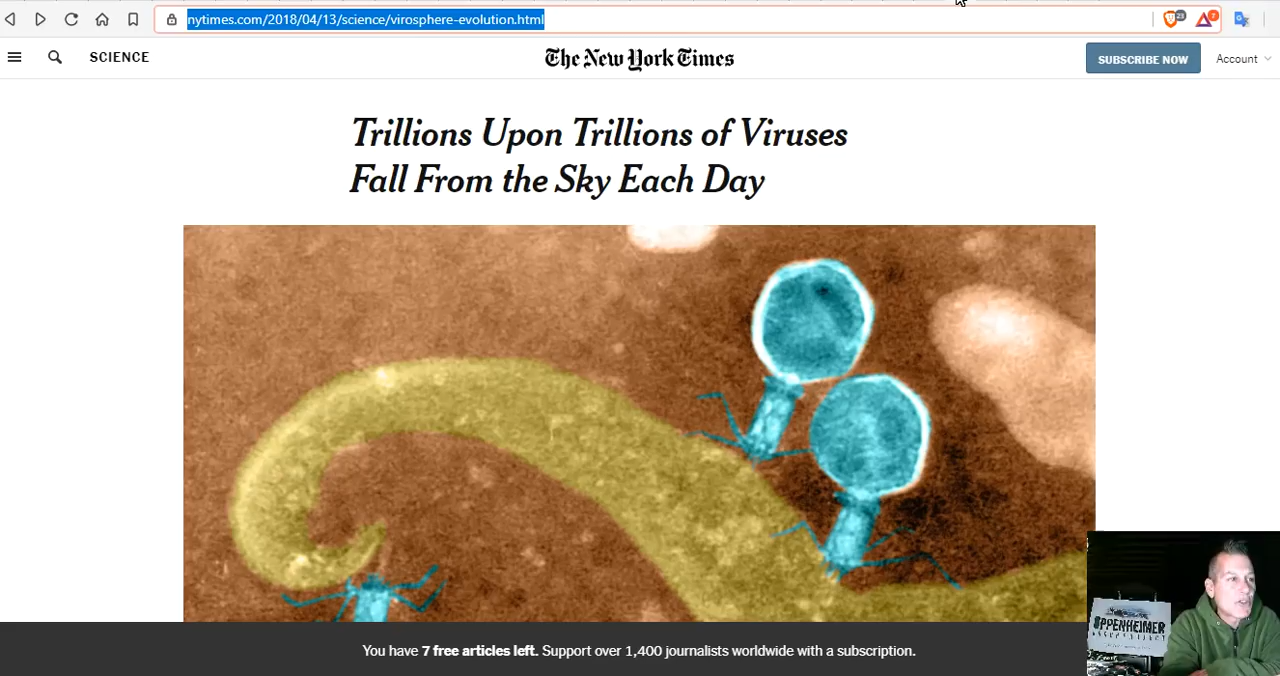 nytimes.com/2018/04/13/science/virosphere-evolution.html
SCIENCE
The New York Times
SUBSCRIBE NOW
Account
Trillions Upon Trillions of Viruses
Fall From the Sky Each Day
OPPENHEIMER
You have 7 free articles left. Support over 1,400 journalists worldwide with a subscription.